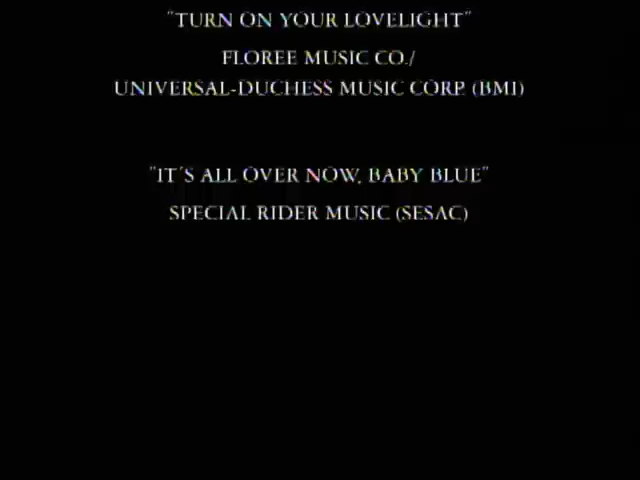 "TURN ON YOUR LOVELIGHT"
FLOREE MUSIC CO./
UNIVERSAL-DUCHESS MUSIC CORP. (BMI)
"IT'S ALL OVER NOW, BABY BLUE"
SPECIAL RIDER MUSIC (SESAC)